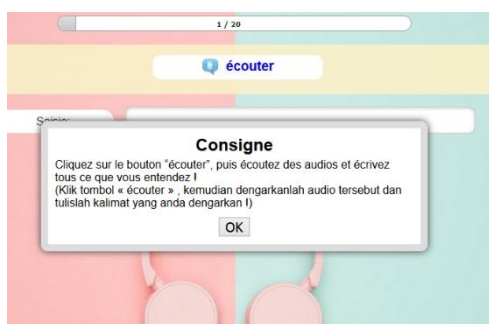 1 / 20
écouter
Saisie:
Consigne
Cliquez sur le bouton "écouter", puis écoutez des audios et écrivez
tous ce que vous entendez !
(Klik tombol « écouter » , kemudian dengarkanlah audio tersebut dan
tulislah kalimat yang anda dengarkan !)
OK